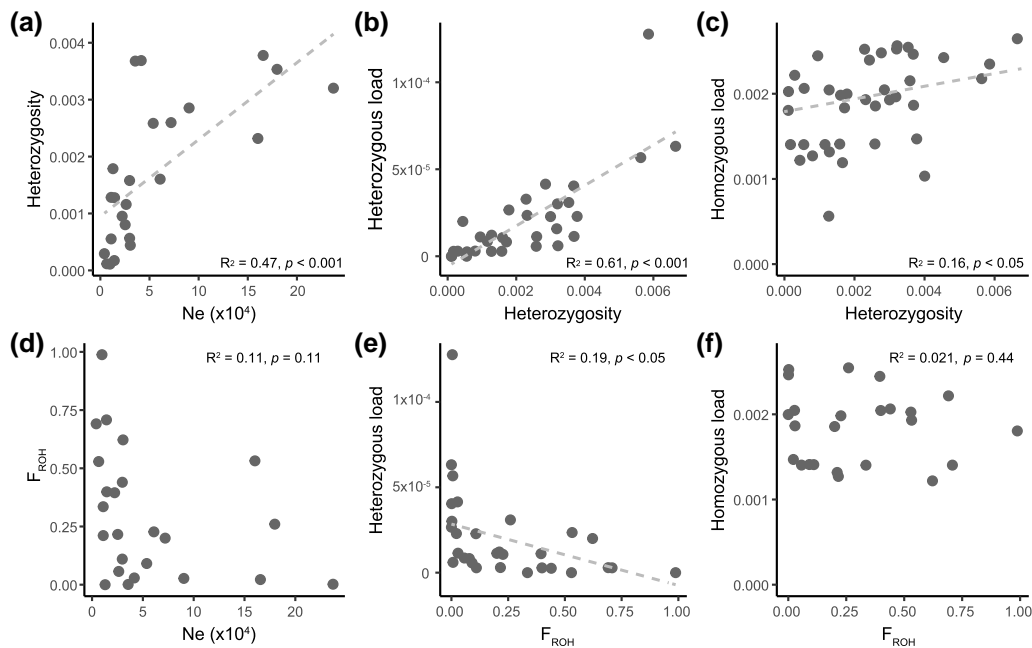 (a)
Heterozygosity
0.004
0.003
0.002
0.001
0.000
0
5
10
15
20
Ne (x10⁴)
R² = 0.47, p < 0.001
(b)
Heterozygous load
1x10⁻⁴
5x10⁻⁵
0
0.000
0.002
0.004
0.006
Heterozygosity
R² = 0.61, p < 0.001
(c)
Homozygous load
0.002
0.001
0.000
0.000
0.002
0.004
0.006
Heterozygosity
R² = 0.16, p < 0.05
(d)
F_ROH
1.00
0.75
0.50
0.25
0.00
0
5
10
15
20
Ne (x10⁴)
R² = 0.11, p = 0.11
(e)
Heterozygous load
1x10⁻⁴
5x10⁻⁵
0
0.00
0.25
0.50
0.75
1.00
F_ROH
R² = 0.19, p < 0.05
(f)
Homozygous load
0.002
0.001
0.000
0.00
0.25
0.50
0.75
1.00
F_ROH
R² = 0.021, p = 0.44